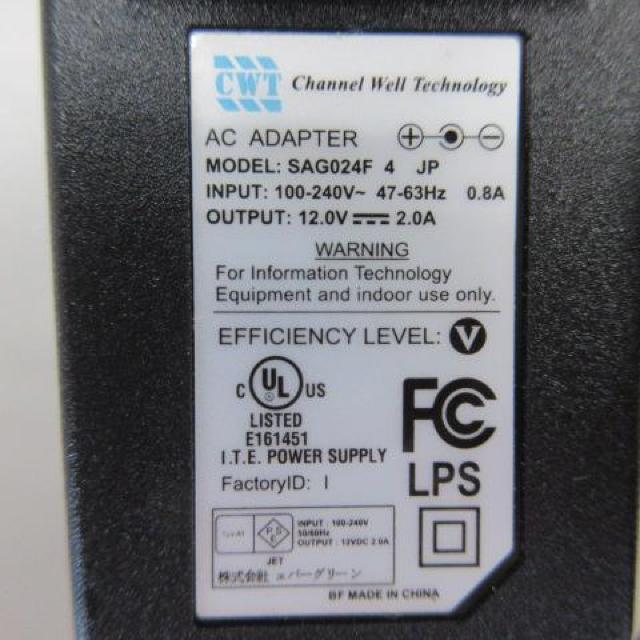 CWT Channel Well Technology
AC ADAPTER
MODEL: SAG024F 4 JP
INPUT: 100-240V~ 47-63Hz 0.8A
OUTPUT: 12.0V 2.0A
WARNING
For Information Technology
Equipment and indoor use only.
EFFICIENCY LEVEL: V
C UL US
LISTED
E161451
I.T.E. POWER SUPPLY
FactoryID: I
FC
LPS
PSE
INPUT : 100-240V
50/60Hz
OUTPUT : 12VDC 2.0A
JET
株式会社 エバーグリーン
BF MADE IN CHINA